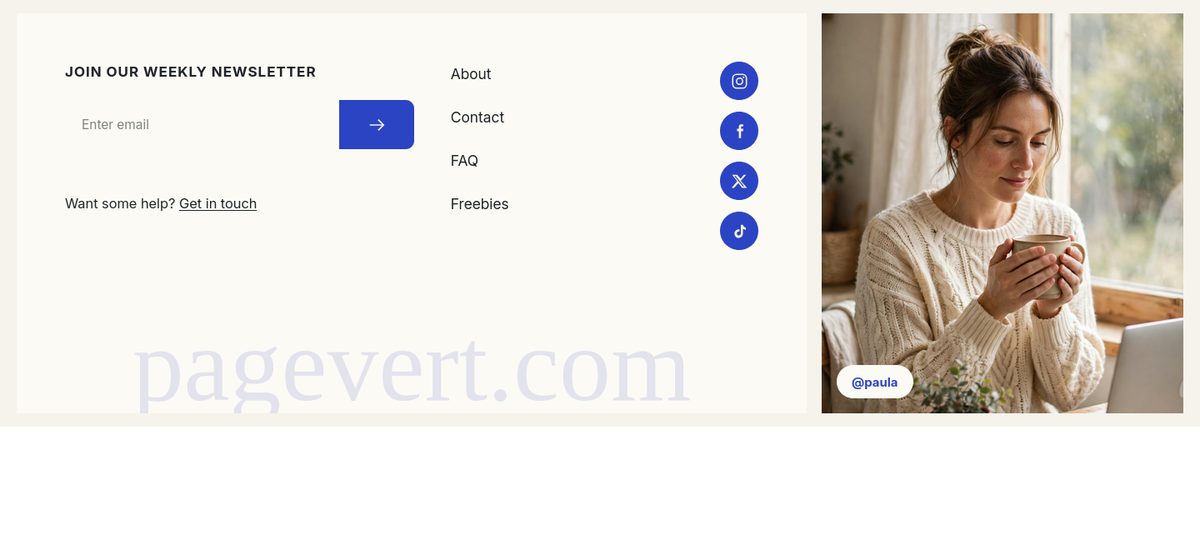 JOIN OUR WEEKLY NEWSLETTER
Enter email
Want some help? Get in touch
About
Contact
FAQ
Freebies
pagevert.com
@paula